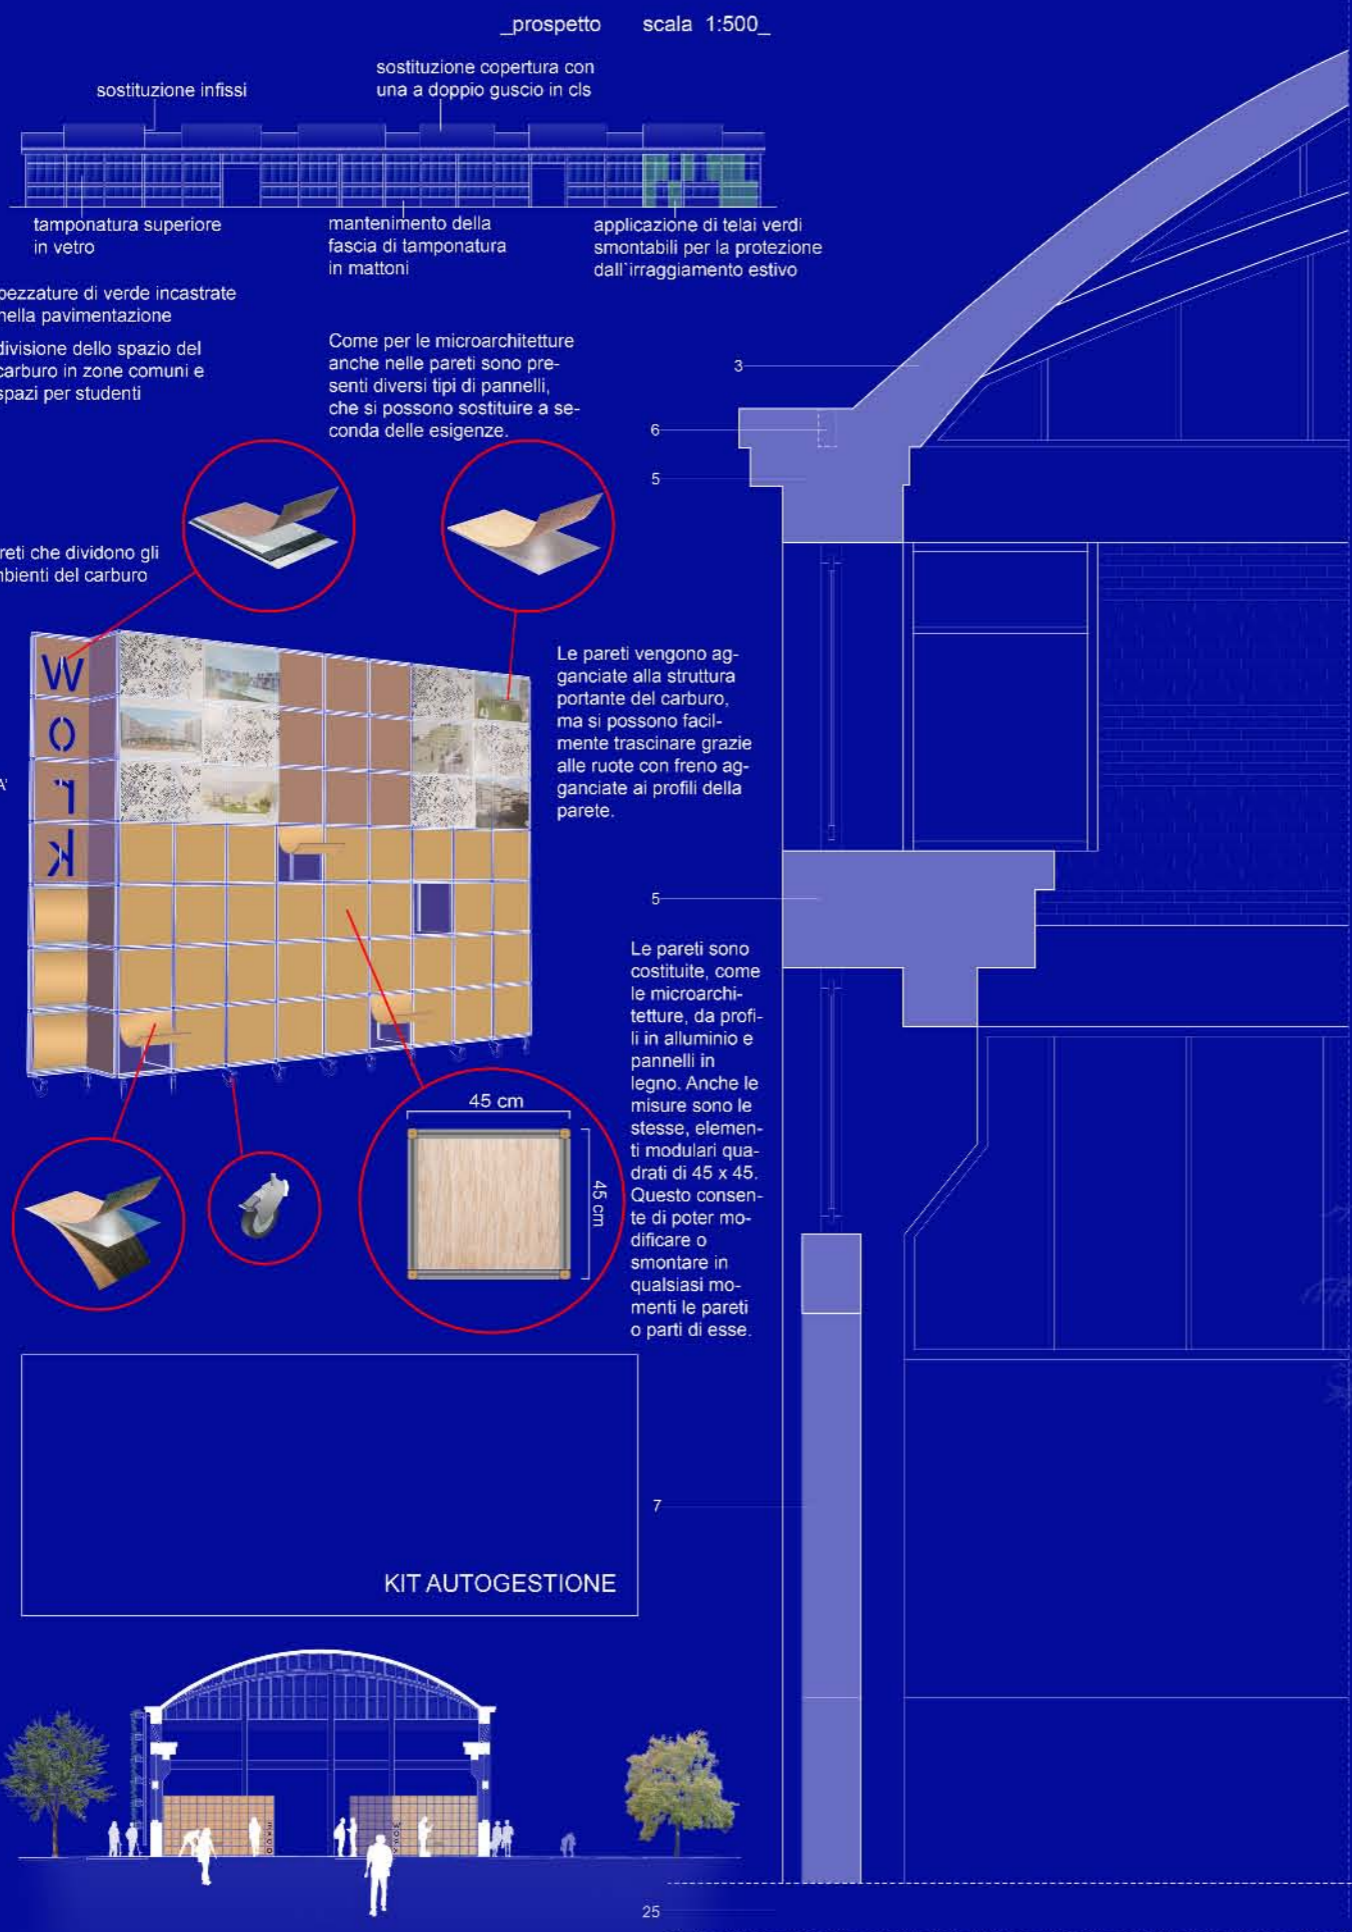 _prospetto scala 1:500_
sostituzione infissi
sostituzione copertura con
una a doppio guscio in cls
tamponatura superiore
in vetro
mantenimento della
fascia di tamponatura
in mattoni
applicazione di telai verdi
smontabili per la protezione
dall'irraggiamento estivo
pezzature di verde incastrate
nella pavimentazione
divisione dello spazio del
carburo in zone comuni e
spazi per studenti
Come per le microarchitetture
anche nelle pareti sono pre-
senti diversi tipi di pannelli,
che si possono sostituire a se-
conda delle esigenze.
3
6
5
reti che dividono gli
mbienti del carburo
W
o
r
k
A'
Le pareti vengono ag-
ganciate alla struttura
portante del carburo,
ma si possono facil-
mente trascinare grazie
alle ruote con freno ag-
ganciate ai profili della
parete.
5
Le pareti sono
costituite, come
le microarchi-
tetture, da profi-
li in alluminio e
pannelli in
legno. Anche le
misure sono le
stesse, elemen-
ti modulari qua-
drati di 45 x 45.
Questo consen-
te di poter mo-
dificare o
smontare in
qualsiasi mo-
menti le pareti
o parti di esse.
45 cm
45 cm
7
KIT AUTOGESTIONE
25